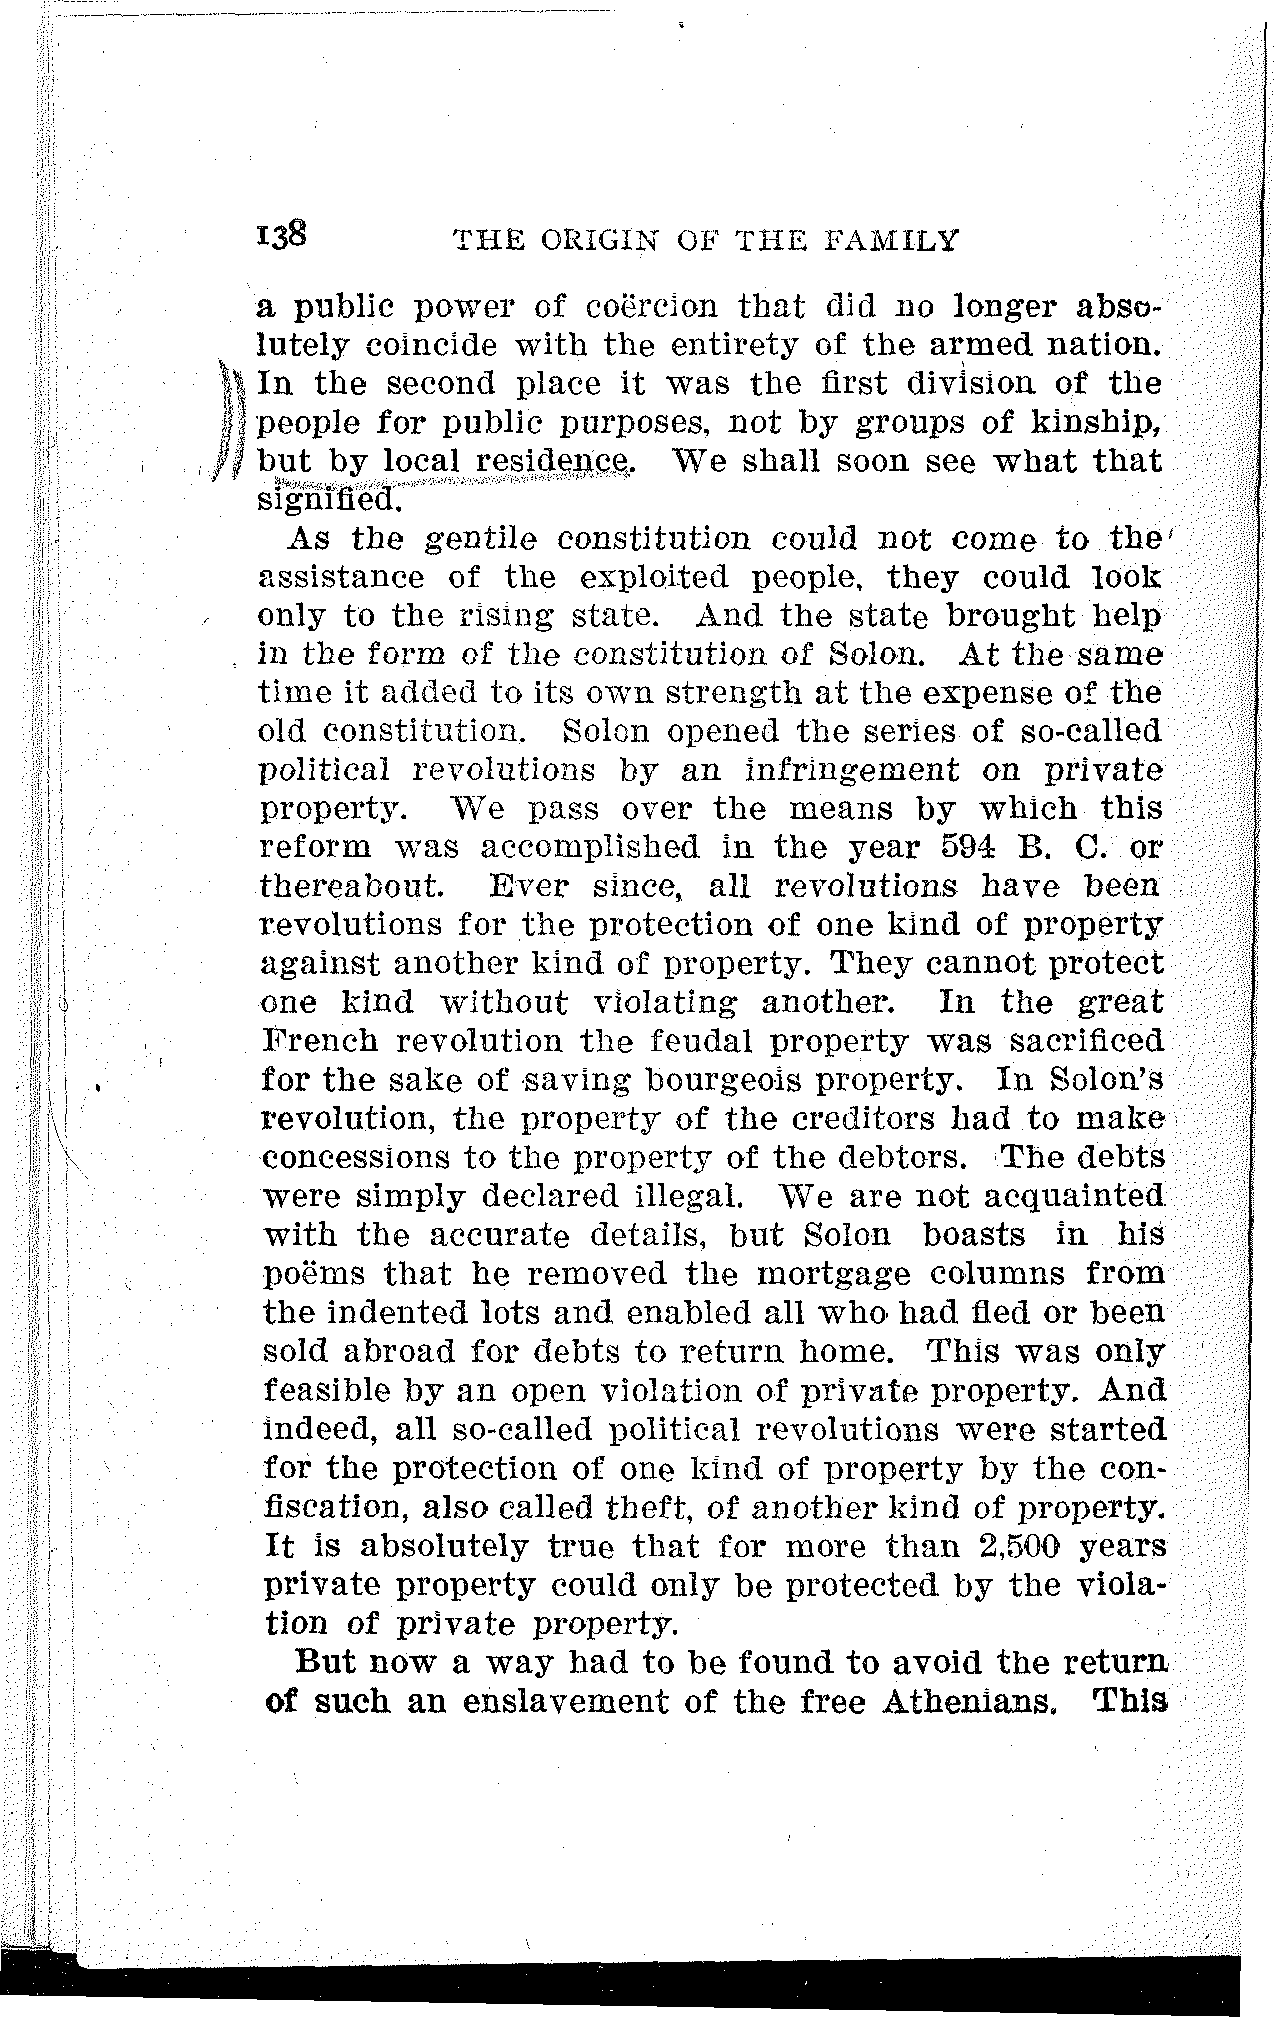 138 THE ORIGIN OF THE FAMILY
a public power of coërcion that did no longer abso-
lutely coincide with the entirety of the armed nation.
In the second place it was the first division of the
people for public purposes, not by groups of kinship,
but by local residence. We shall soon see what that
signified.
As the gentile constitution could not come to the
assistance of the exploited people, they could look
only to the rising state. And the state brought help
in the form of the constitution of Solon. At the same
time it added to its own strength at the expense of the
old constitution. Solon opened the series of so-called
political revolutions by an infringement on private
property. We pass over the means by which this
reform was accomplished in the year 594 B. C. or
thereabout. Ever since, all revolutions have been
revolutions for the protection of one kind of property
against another kind of property. They cannot protect
one kind without violating another. In the great
French revolution the feudal property was sacrificed
for the sake of saving bourgeois property. In Solon's
revolution, the property of the creditors had to make
concessions to the property of the debtors. The debts
were simply declared illegal. We are not acquainted
with the accurate details, but Solon boasts in his
poëms that he removed the mortgage columns from
the indented lots and enabled all who had fled or been
sold abroad for debts to return home. This was only
feasible by an open violation of private property. And
indeed, all so-called political revolutions were started
for the protection of one kind of property by the con-
fiscation, also called theft, of another kind of property.
It is absolutely true that for more than 2,500 years
private property could only be protected by the viola-
tion of private property.
But now a way had to be found to avoid the return
of such an enslavement of the free Athenians. This